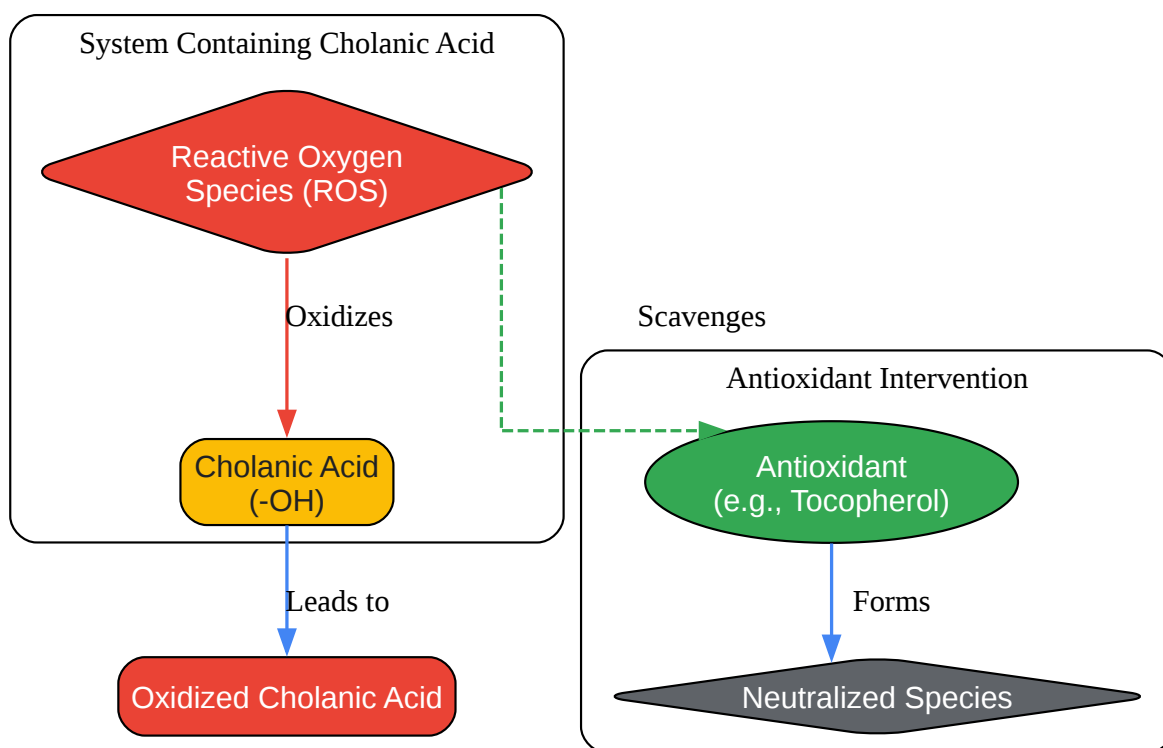 System Containing Cholanic Acid
Reactive Oxygen
Species (ROS)
Oxidizes
Scavenges
Antioxidant Intervention
Cholanic Acid
(-OH)
Antioxidant
(e.g., Tocopherol)
Leads to
Forms
Oxidized Cholanic Acid
Neutralized Species